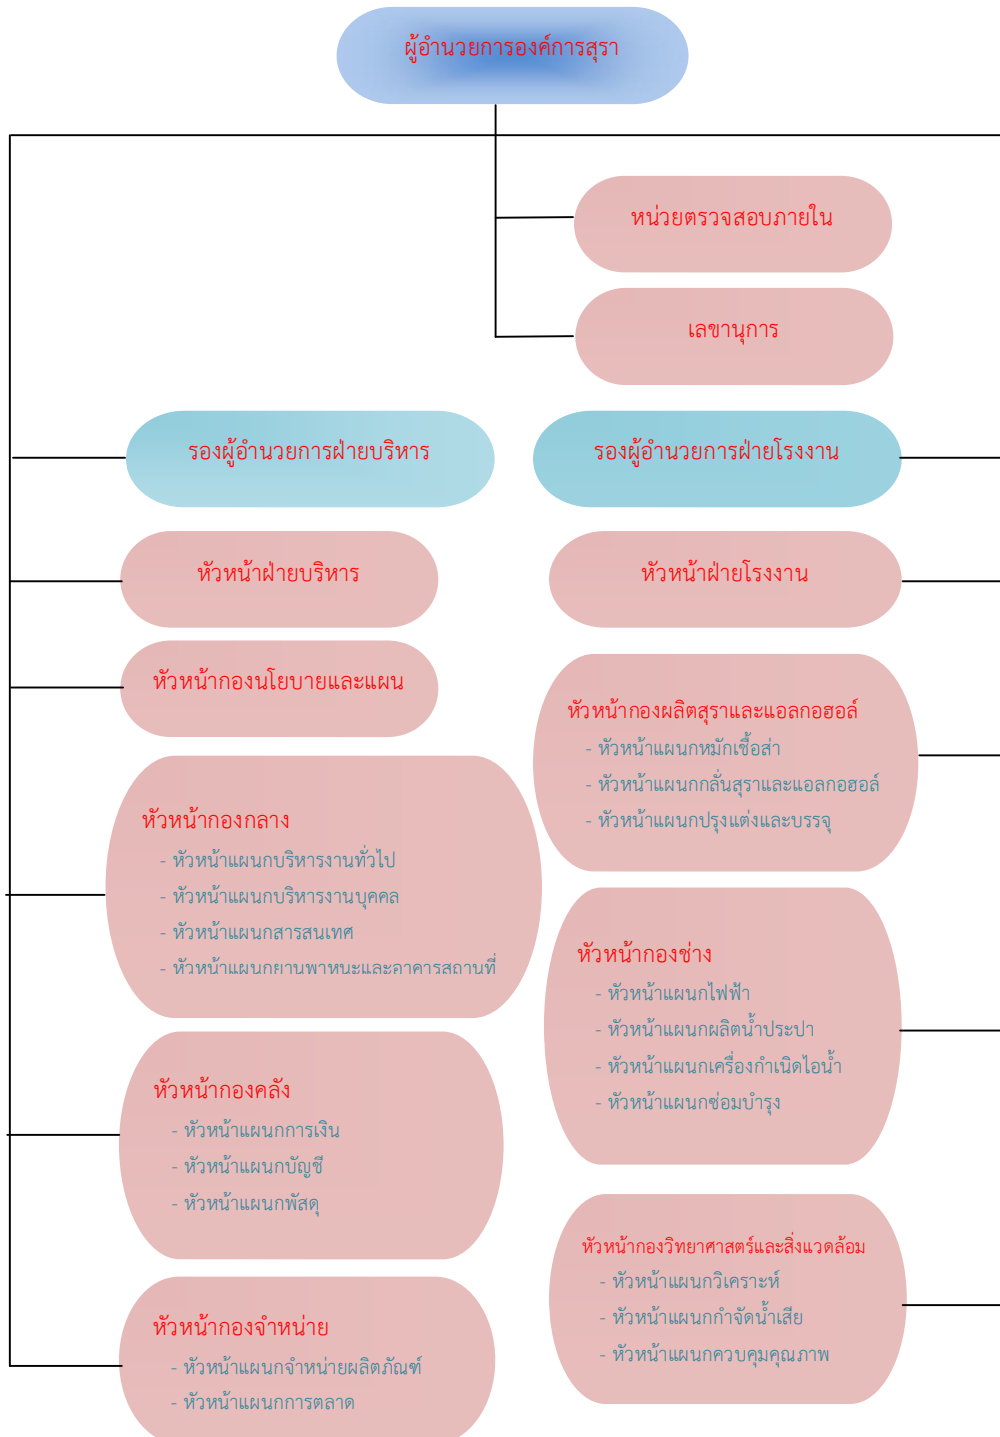 ผู้อำนวยการองค์การสุรา
หน่วยตรวจสอบภายใน
เลขานุการ
รองผู้อำนวยการฝ่ายบริหาร
รองผู้อำนวยการฝ่ายโรงงาน
หัวหน้าฝ่ายบริหาร
หัวหน้าฝ่ายโรงงาน
หัวหน้ากองนโยบายและแผน
หัวหน้ากองผลิตสุราและแอลกอฮอล์
- หัวหน้าแผนกหมักเชื้อส่า
- หัวหน้าแผนกกลั่นสุราและแอลกอฮอล์
- หัวหน้าแผนกปรุงแต่งและบรรจุ
หัวหน้ากองกลาง
- หัวหน้าแผนกบริหารงานทั่วไป
- หัวหน้าแผนกบริหารงานบุคคล
- หัวหน้าแผนกสารสนเทศ
- หัวหน้าแผนกยานพาหนะและอาคารสถานที่
หัวหน้ากองช่าง
- หัวหน้าแผนกไฟฟ้า
- หัวหน้าแผนกผลิตน้ำประปา
- หัวหน้าแผนกเครื่องกำเนิดไอน้ำ
- หัวหน้าแผนกซ่อมบำรุง
หัวหน้ากองคลัง
- หัวหน้าแผนกการเงิน
- หัวหน้าแผนกบัญชี
- หัวหน้าแผนกพัสดุ
หัวหน้ากองวิทยาศาสตร์และสิ่งแวดล้อม
- หัวหน้าแผนกวิเคราะห์
- หัวหน้าแผนกกำจัดน้ำเสีย
- หัวหน้าแผนกควบคุมคุณภาพ
หัวหน้ากองจำหน่าย
- หัวหน้าแผนกจำหน่ายผลิตภัณฑ์
- หัวหน้าแผนกการตลาด